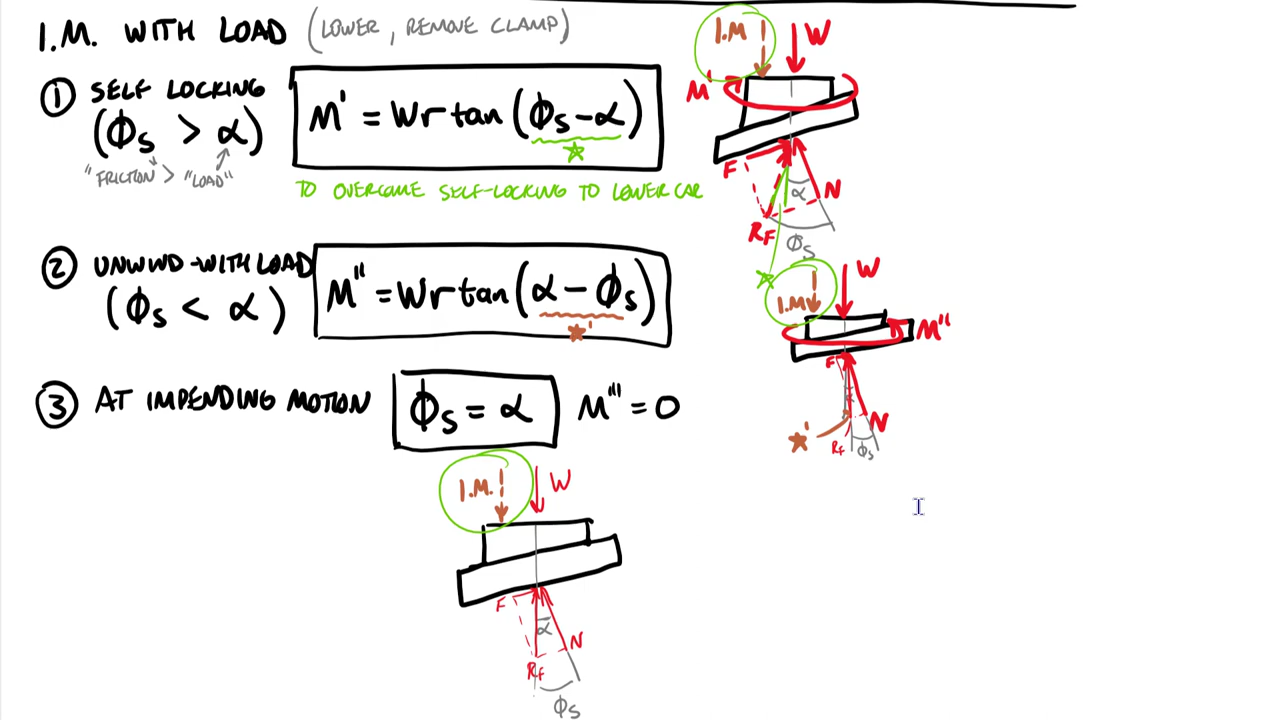 I.M. WITH LOAD (LOWER, REMOVE CLAMP)
① SELF LOCKING
(ϕs > α)
"FRICTION" > "LOAD"
M' = Wr tan (ϕs - α)
☆
TO OVERCOME SELF-LOCKING TO LOWER CAR
I.M W
M'
F
α N
RF
ϕs
☆
② UNWWD-WITH LOAD
(ϕs < α)
M" = Wr tan (α - ϕs)
★'
W
I.M
M"
F
N
★' RF ϕs
③ AT IMPENDING MOTION ϕs = α M''' = 0
I.M. W
F
α N
RF
ϕs